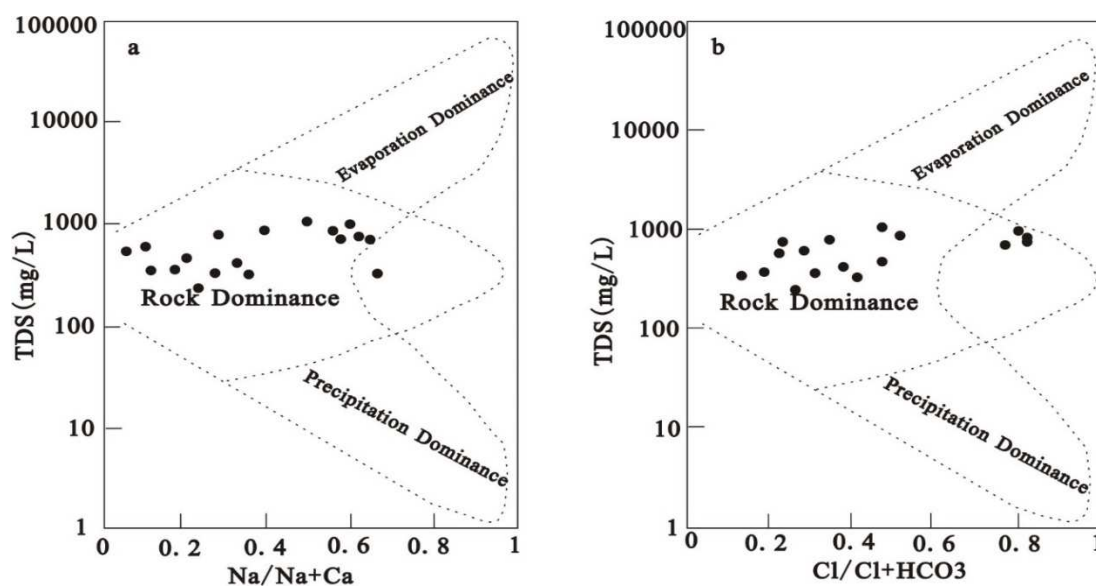 a
100000
10000
1000
100
10
1
TDS(mg/L)
Evaporation Dominance
Rock Dominance
Precipitation Dominance
0 0.2 0.4 0.6 0.8 1
Na/Na+Ca
b
100000
10000
1000
100
10
1
TDS(mg/L)
Evaporation Dominance
Rock Dominance
Precipitation Dominance
0 0.2 0.4 0.6 0.8 1
Cl/Cl+HCO3